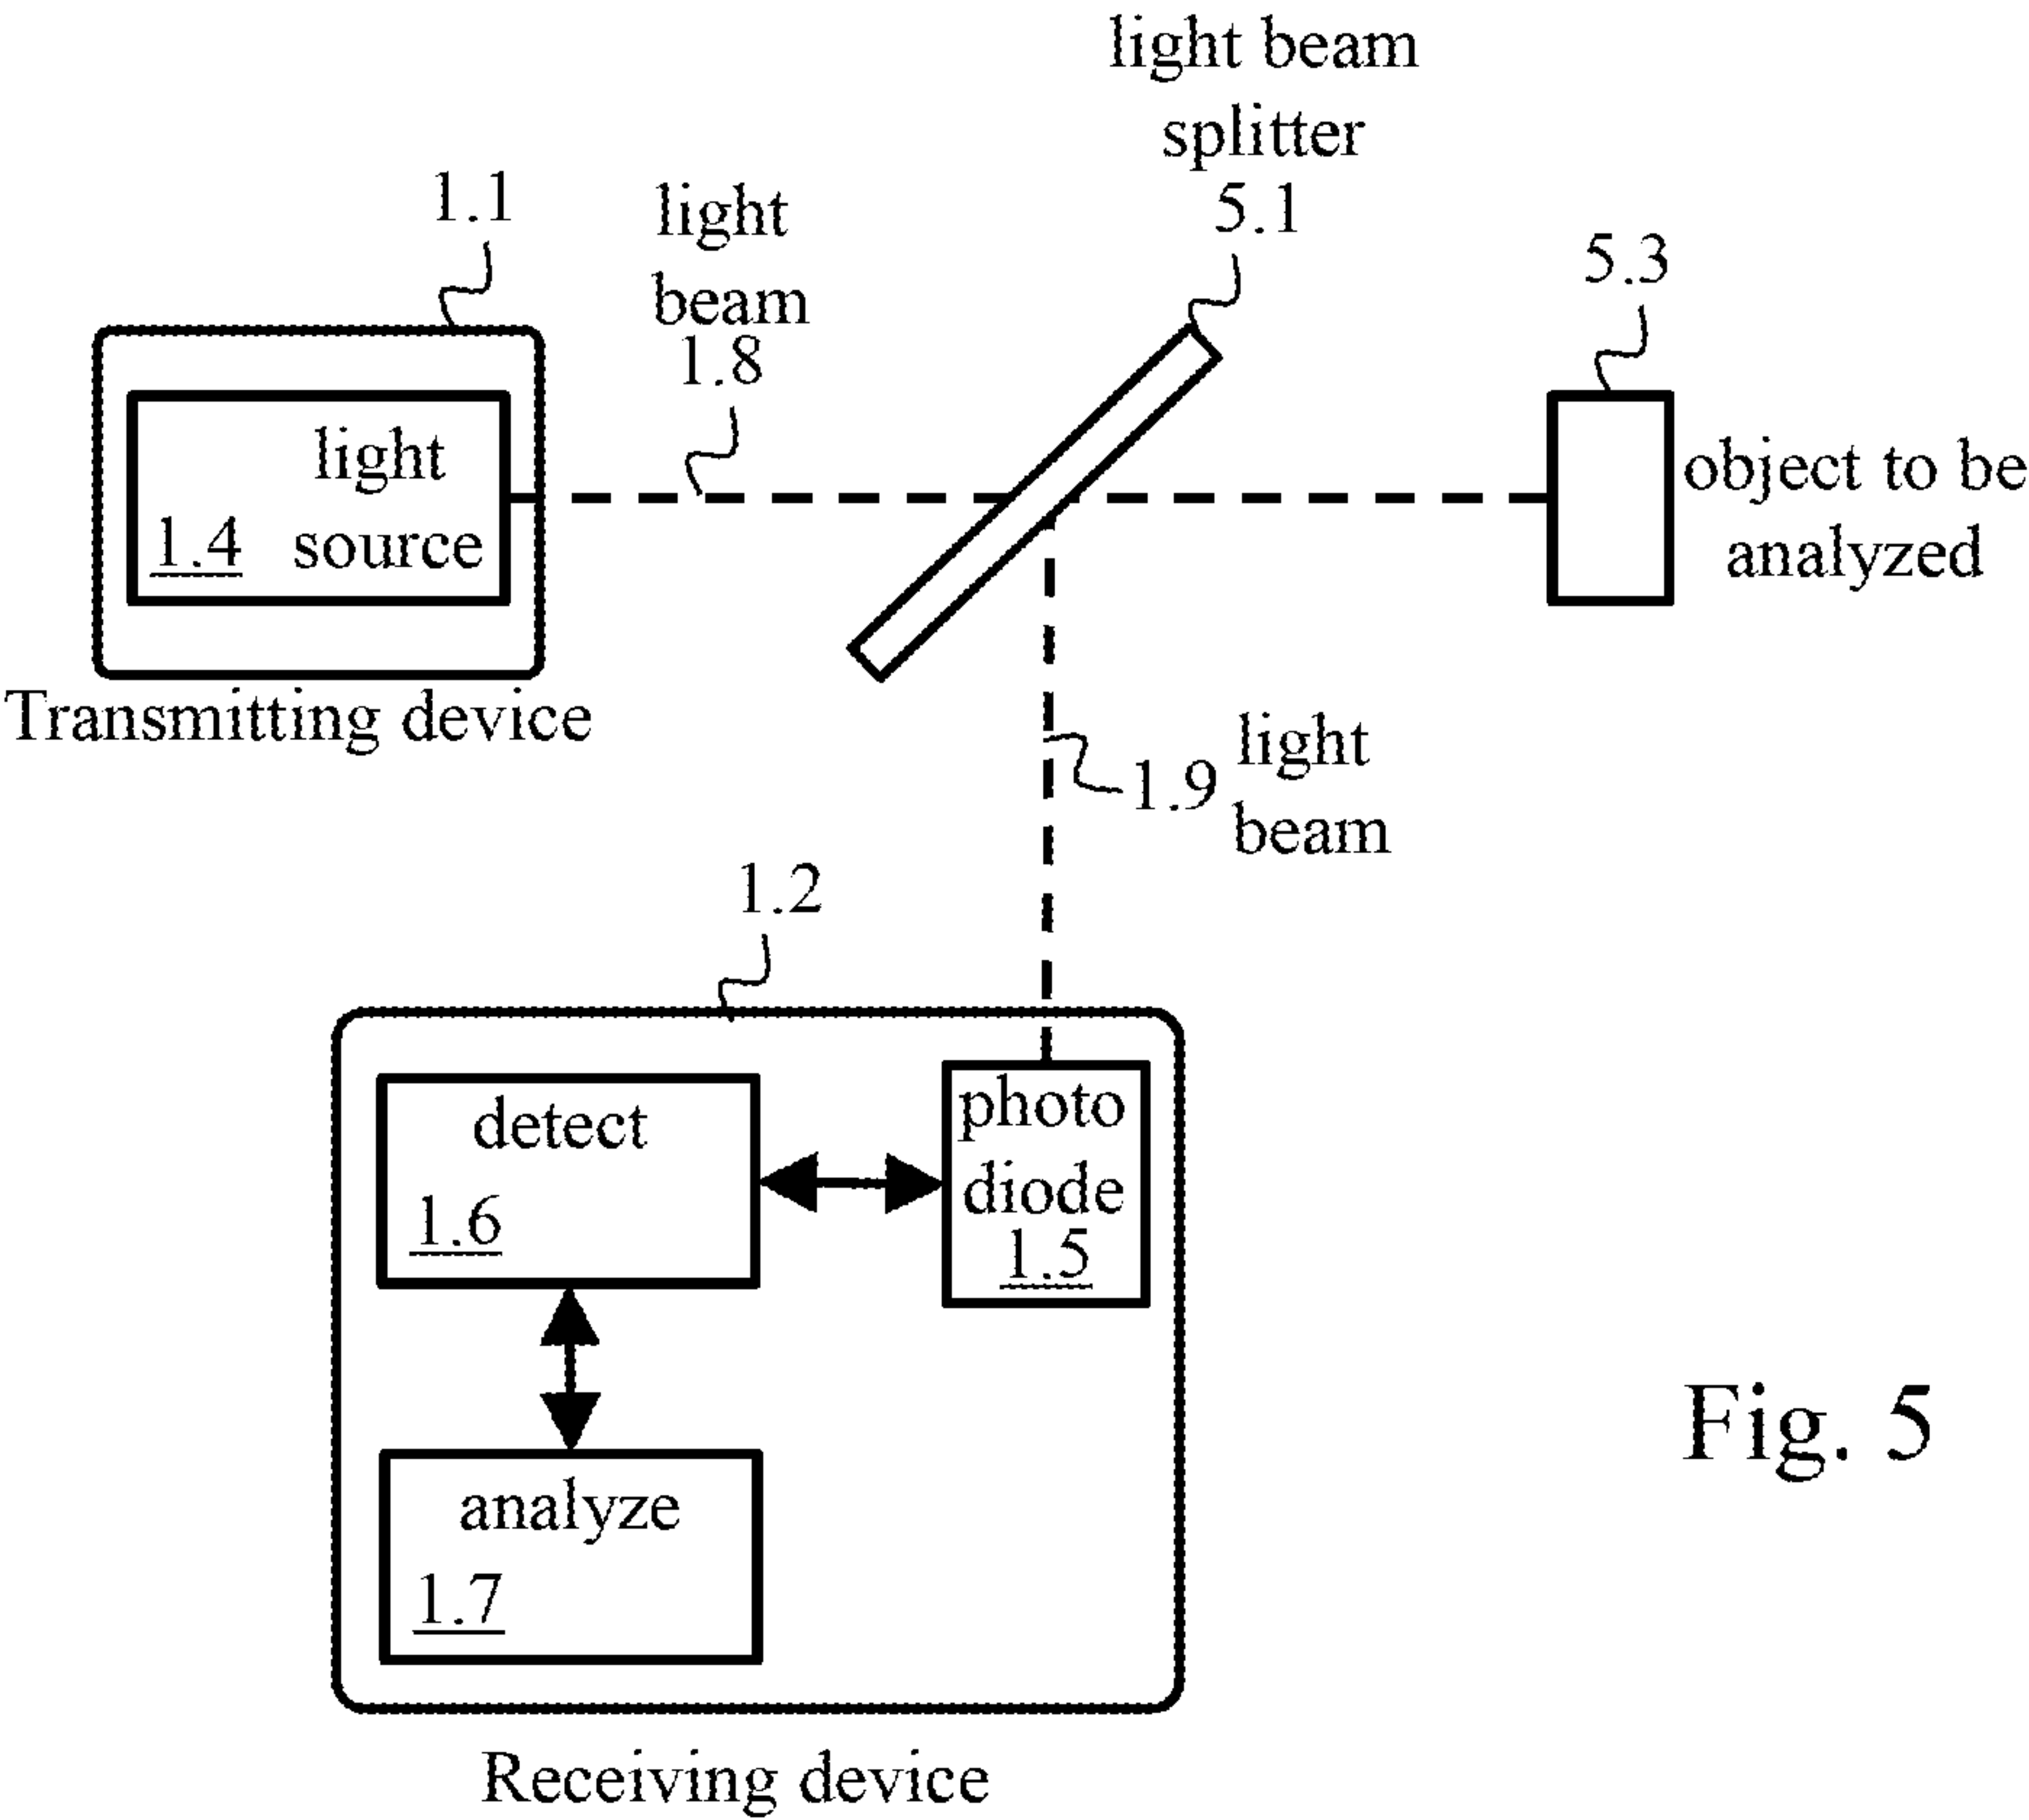 light beam
splitter
5.1
1.1
light
beam
1.8
5.3
light
source
1.4
object to be
analyzed
Transmitting device
light
beam
1.9
1.2
detect
1.6
photo
diode
1.5
analyze
1.7
Fig. 5
Receiving device